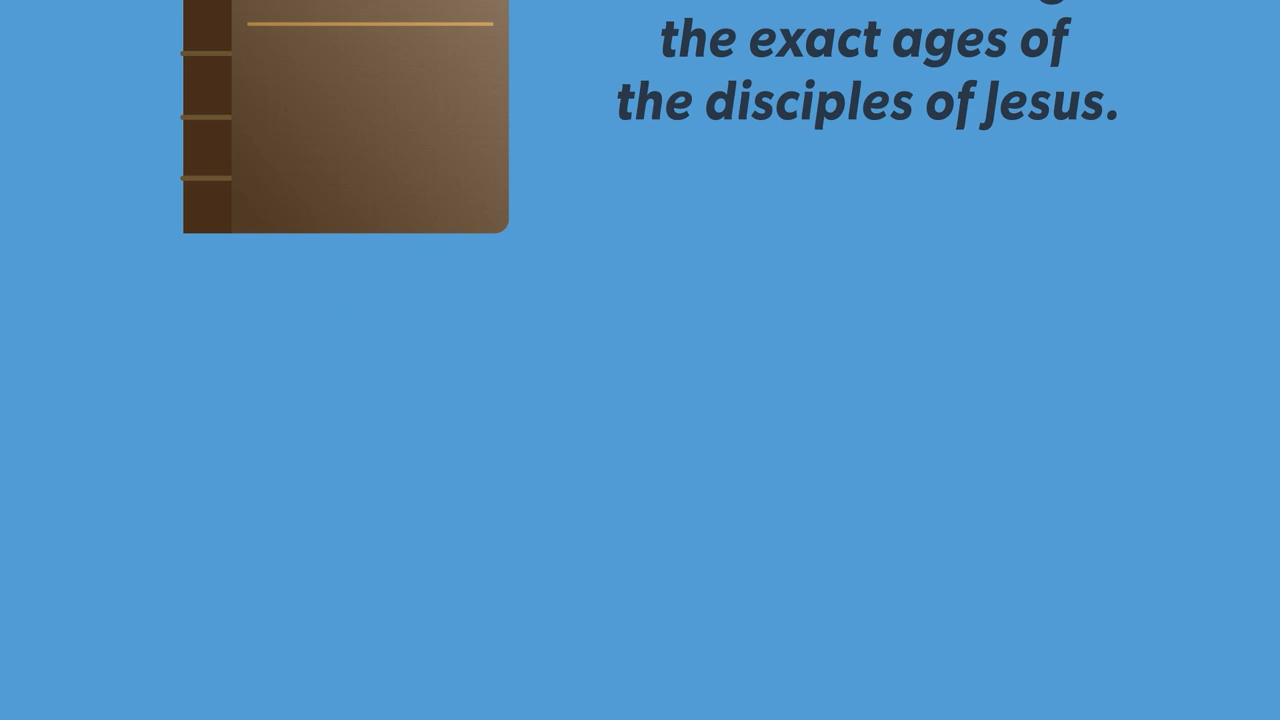 the exact ages of
the disciples of Jesus.